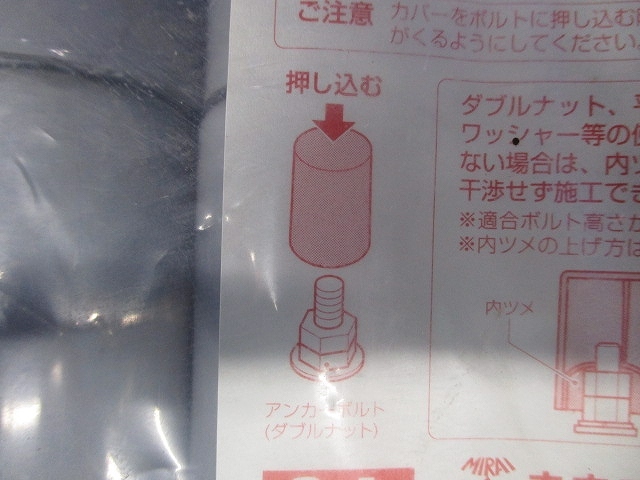 ご注意 カバーをボルトに押し込む
がくるようにしてください
押し込む
ダブルナット、
ワッシャー等の
ない場合は、内
干渉せず施工で
※適合ボルト高さ
※内ツメの上げ方は
内ツメ
アンカーボルト
(ダブルナット)
MIRAI